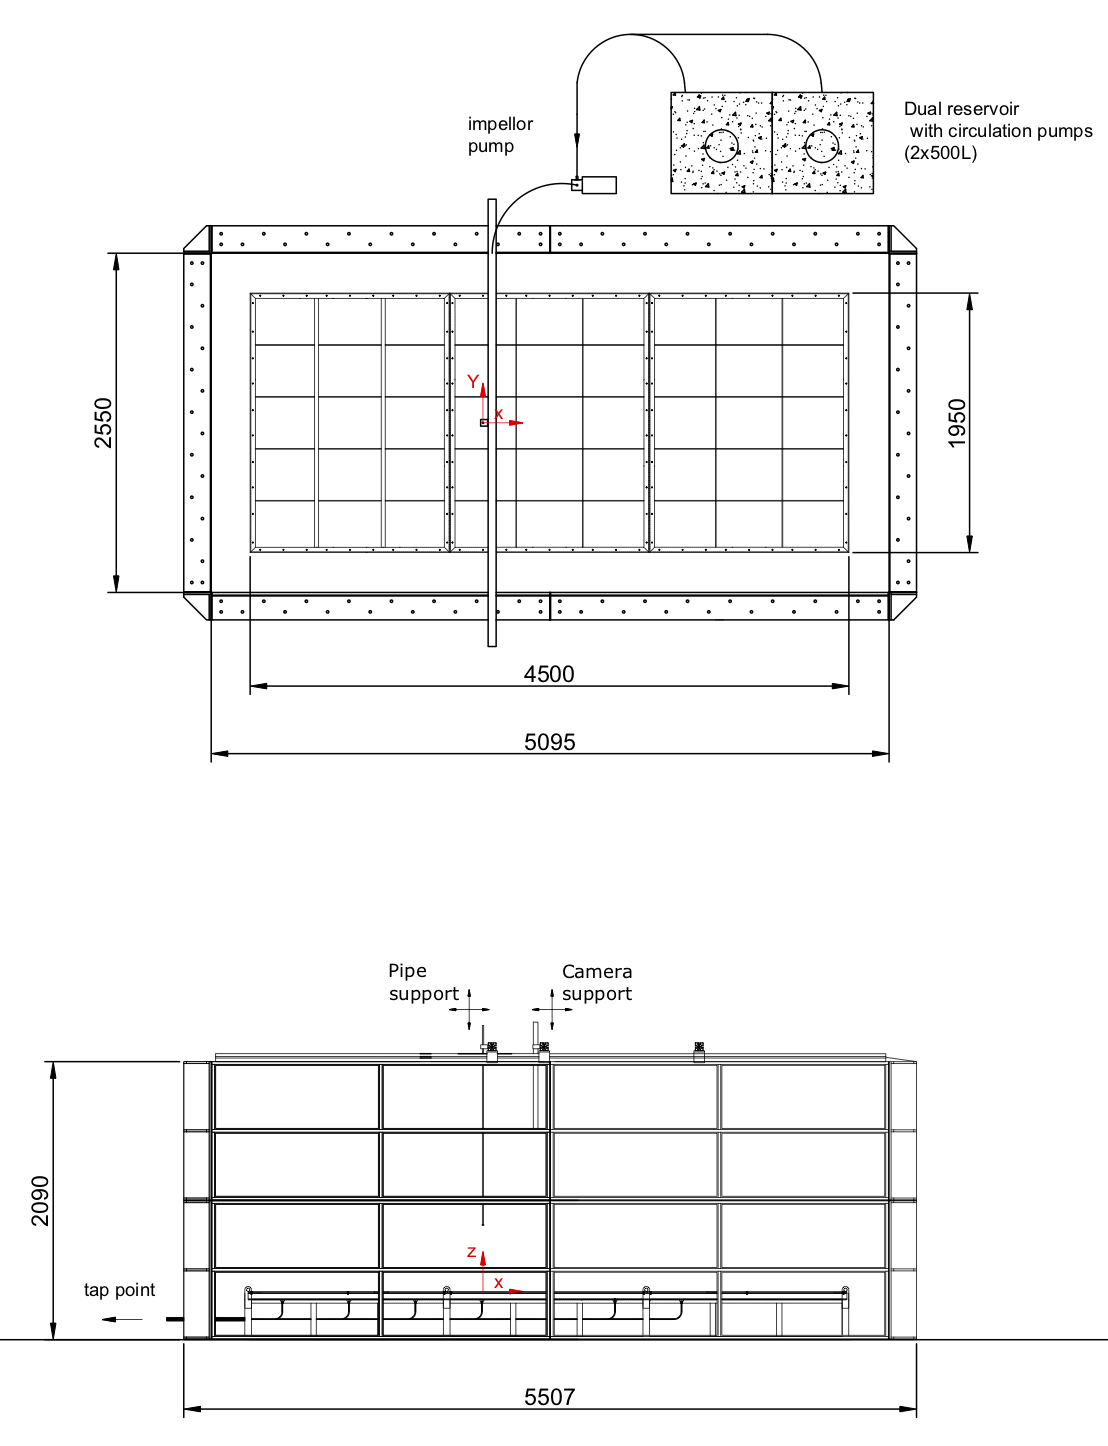 impellor
pump
Dual reservoir
with circulation pumps
(2x500L)
2550
Y
x
1950
4500
5095
Pipe
support
Camera
support
2090
z
x
tap point
5507